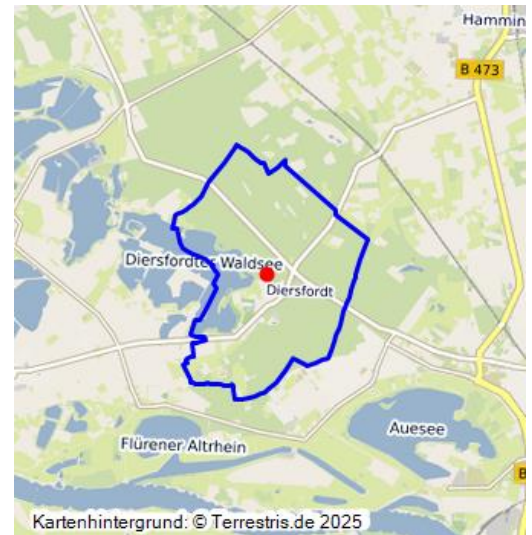 Hammin
B 473
Diersfordter Waldsee
Diersfordt
Auesee
Flürener Altrhein
B
Kartenhintergrund: © Terrestris.de 2025